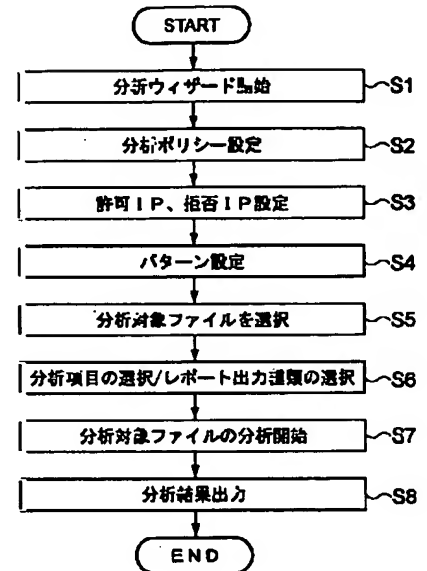 START
分析ウィザード開始 S1
分析ポリシー設定 S2
許可IP、拒否IP設定 S3
パターン設定 S4
分析対象ファイルを選択 S5
分析項目の選択/レポート出力種類の選択 S6
分析対象ファイルの分析開始 S7
分析結果出力 S8
END